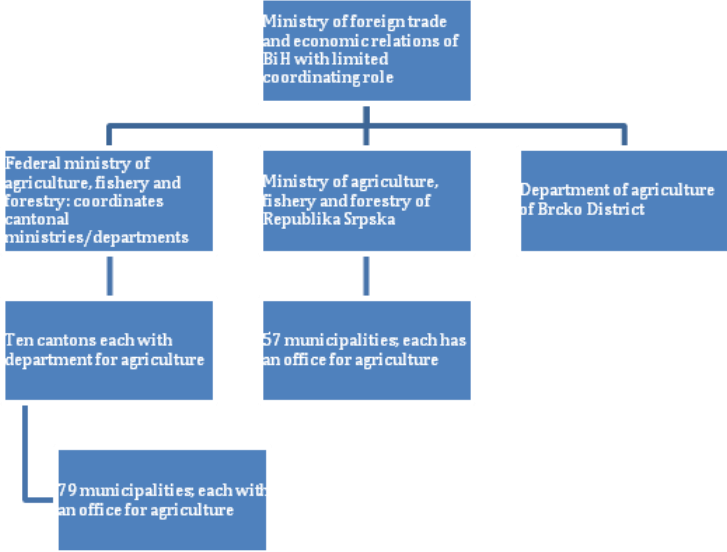 Ministry of foreign trade
and economic relations of
BiH with limited
coordinating role
Federal ministry of
agriculture, fishery and
forestry: coordinates
cantonal
ministries/departments
Ministry of agriculture,
fishery and forestry of
Republika Srpska
Department of agriculture
of Brcko District
Ten cantons each with
department for agriculture
57 municipalities; each has
an office for agriculture
79 municipalities; each with
an office for agriculture